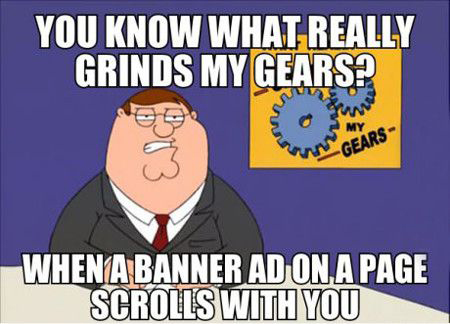 YOU KNOW WHAT REALLY
GRINDS MY GEARS?
MY
GEARS
WHEN A BANNER AD ON A PAGE
SCROLLS WITH YOU